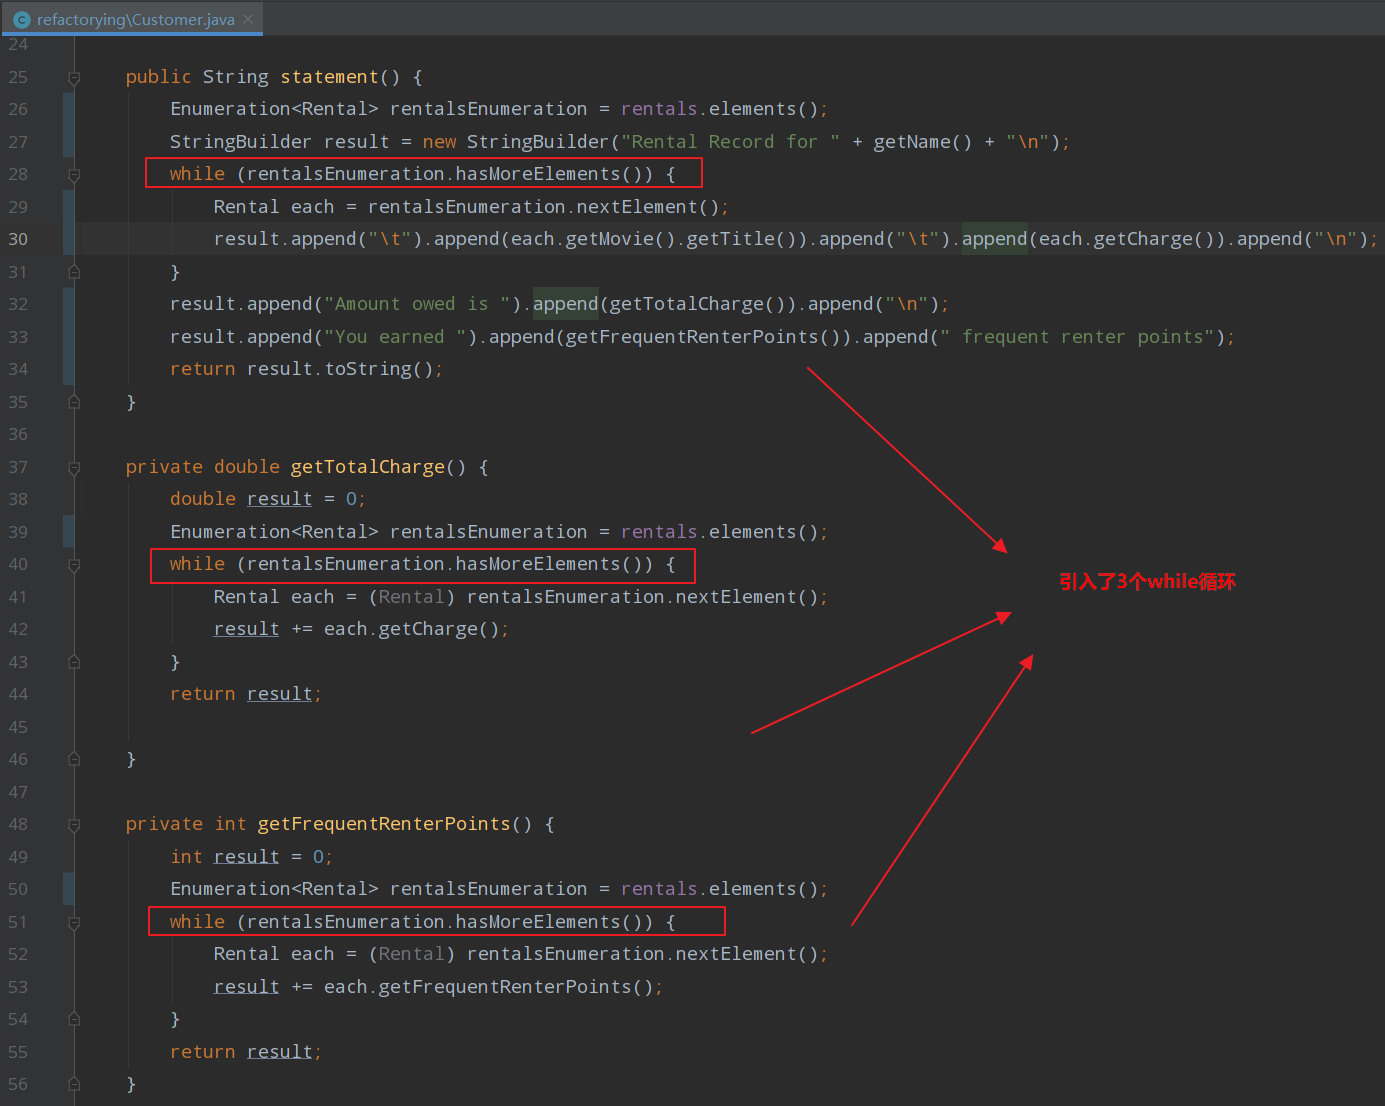 refactorying\Customer.java
24
25 public String statement() {
26 Enumeration<Rental> rentalsEnumeration = rentals.elements();
27 StringBuilder result = new StringBuilder("Rental Record for " + getName() + "\n");
28 while (rentalsEnumeration.hasMoreElements()) {
29 Rental each = rentalsEnumeration.nextElement();
30 result.append("\t").append(each.getMovie().getTitle()).append("\t").append(each.getCharge()).append("\n");
31 }
32 result.append("Amount owed is ").append(getTotalCharge()).append("\n");
33 result.append("You earned ").append(getFrequentRenterPoints()).append(" frequent renter points");
34 return result.toString();
35 }
36
37 private double getTotalCharge() {
38 double result = 0;
39 Enumeration<Rental> rentalsEnumeration = rentals.elements();
40 while (rentalsEnumeration.hasMoreElements()) {
引入了3个while循环
41 Rental each = (Rental) rentalsEnumeration.nextElement();
42 result += each.getCharge();
43 }
44 return result;
45
46 }
47
48 private int getFrequentRenterPoints() {
49 int result = 0;
50 Enumeration<Rental> rentalsEnumeration = rentals.elements();
51 while (rentalsEnumeration.hasMoreElements()) {
52 Rental each = (Rental) rentalsEnumeration.nextElement();
53 result += each.getFrequentRenterPoints();
54 }
55 return result;
56 }